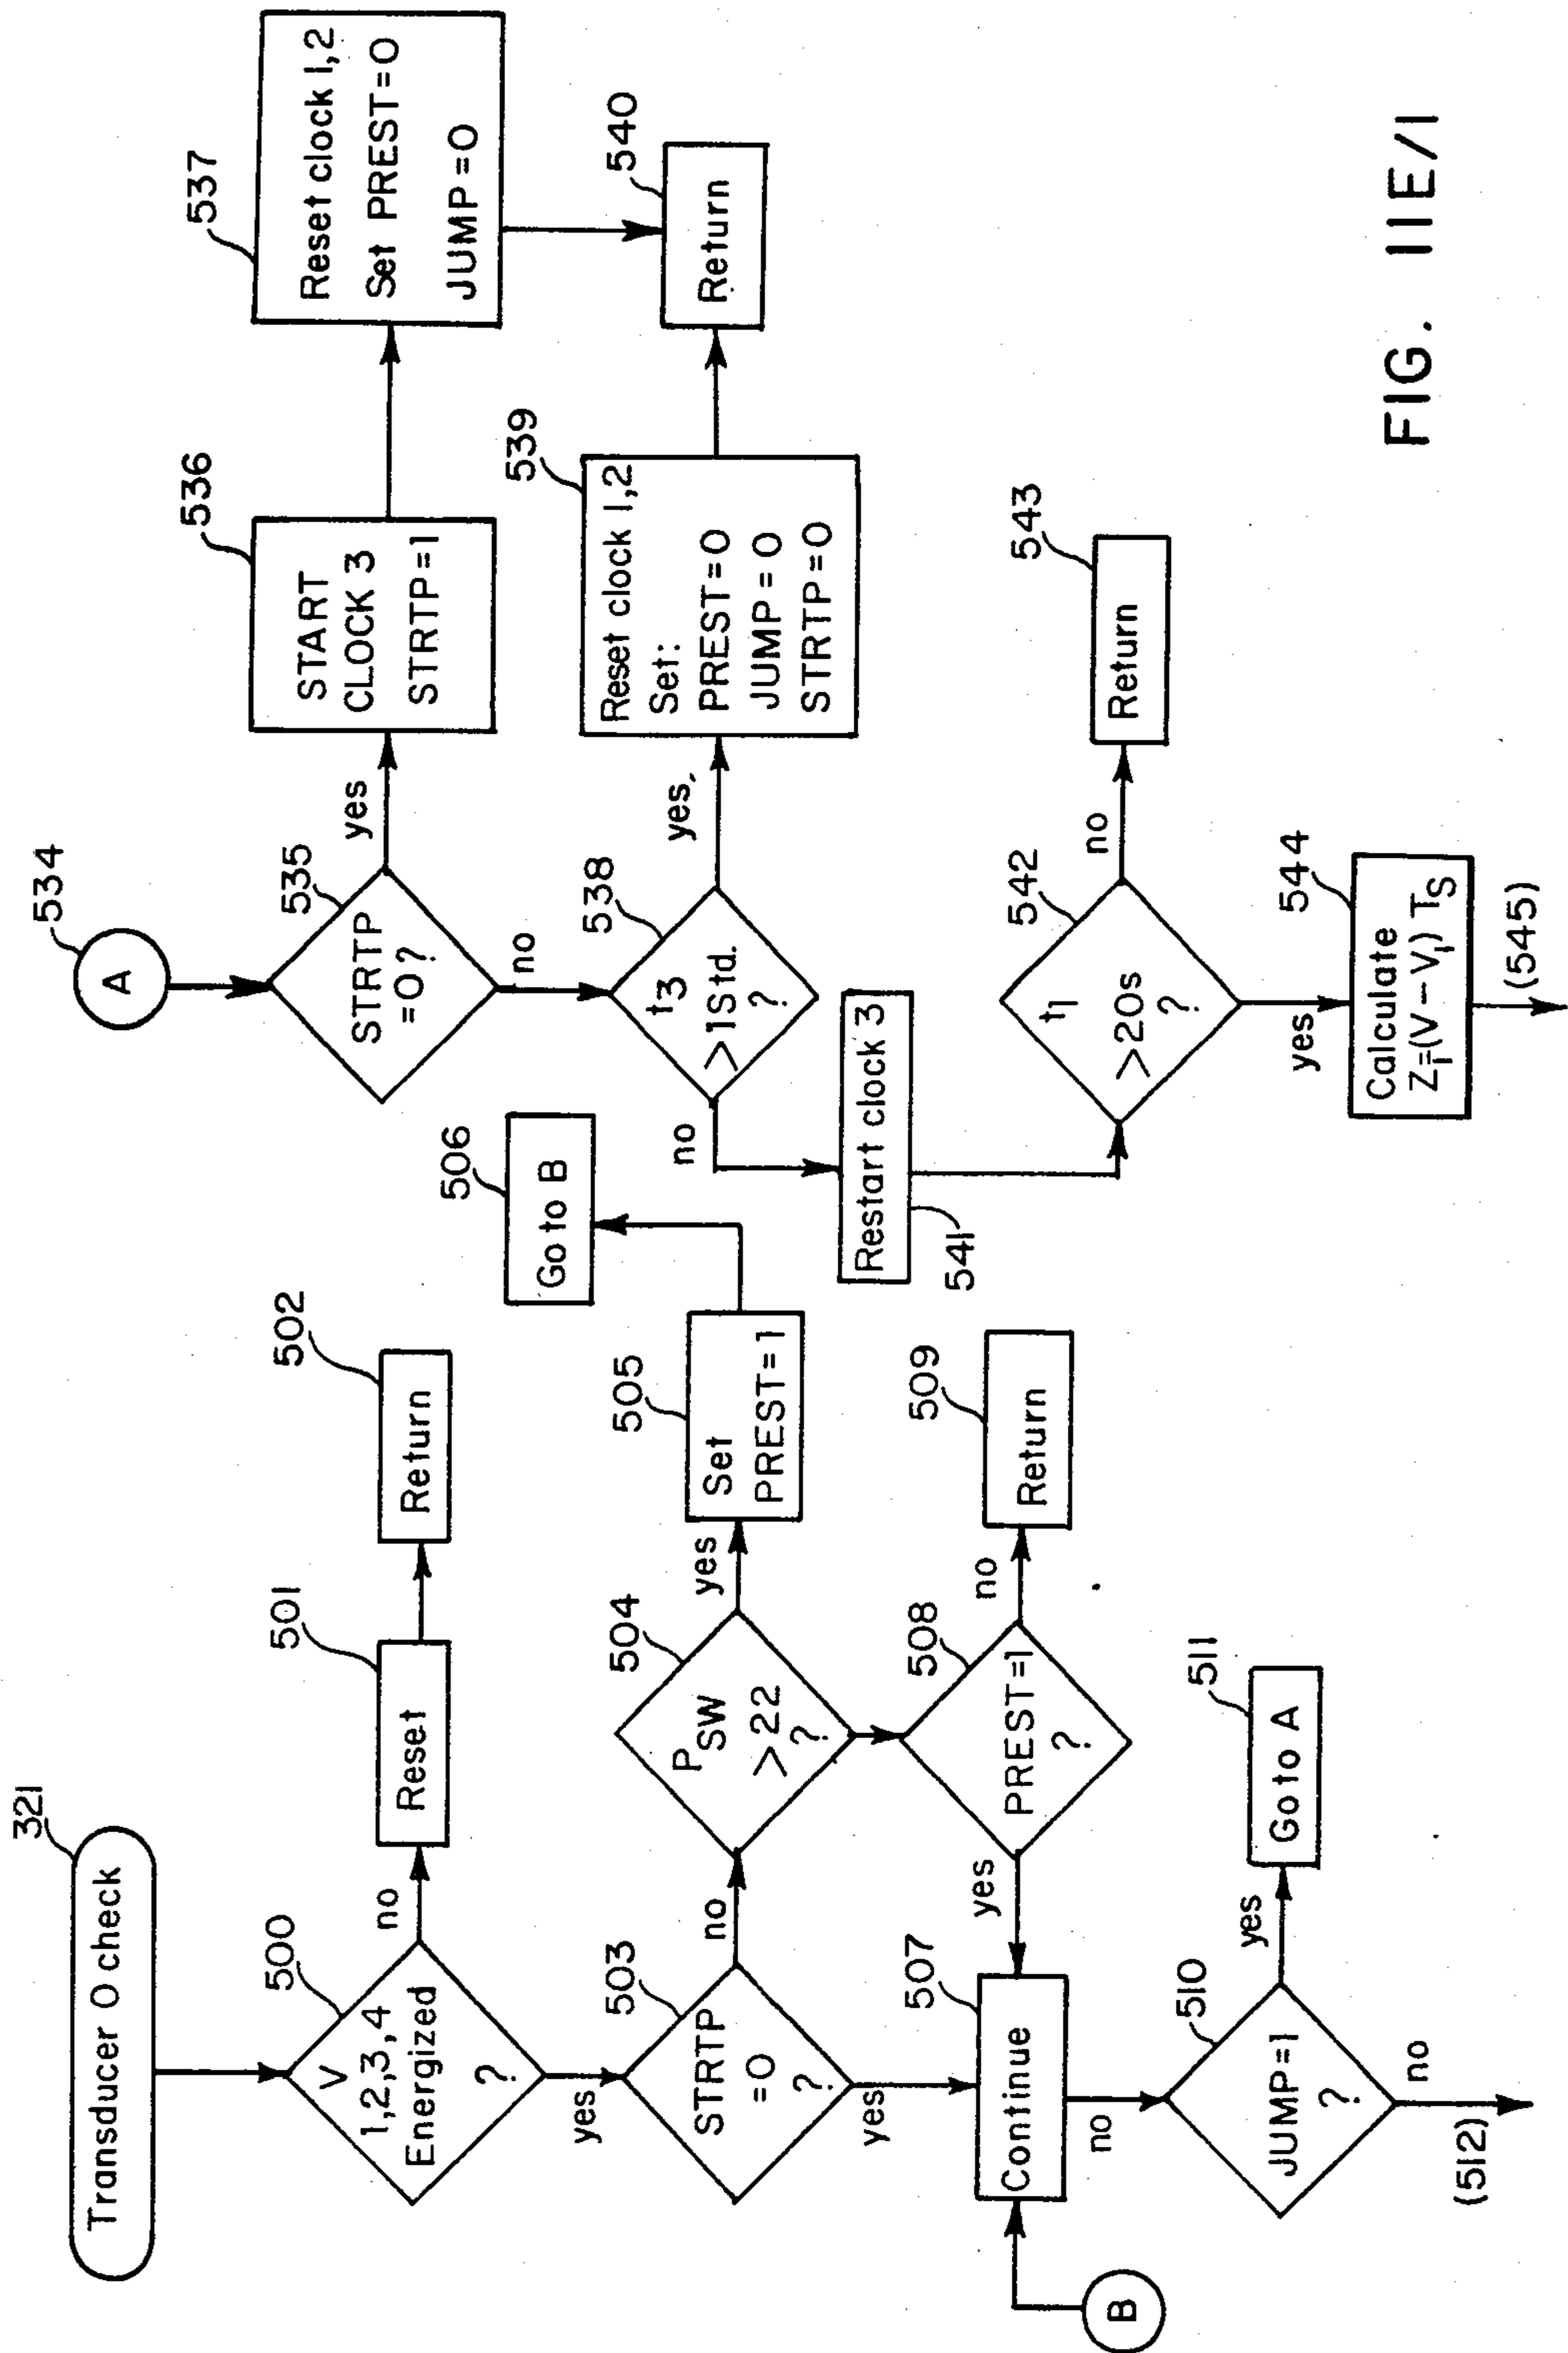 321
Transducer O check
500
V
1,2,3,4
Energized
?
no
501
Reset
502
Return
yes
503
STRTP
=0
?
no
504
PSW
>22
?
yes
505
Set
PREST=1
506
Go to B
yes
507
Continue
508
PREST=1
?
yes
no
509
Return
B
no
510
JUMP=1
?
yes
511
Go to A
no
(512)
534
A
535
STRTP
=0?
yes
536
START
CLOCK 3
STRTP=1
537
Reset clock 1,2
Set PREST=0
JUMP=0
no
538
t3
>1Std.
?
yes
539
Reset clock 1,2
Set:
PREST=0
JUMP=0
STRTP=0
540
Return
no
Restart clock 3
541
542
t1
>20s
?
no
543
Return
yes
544
Calculate
Z1=(V-V1) TS
(545)
FIG. 11E/1